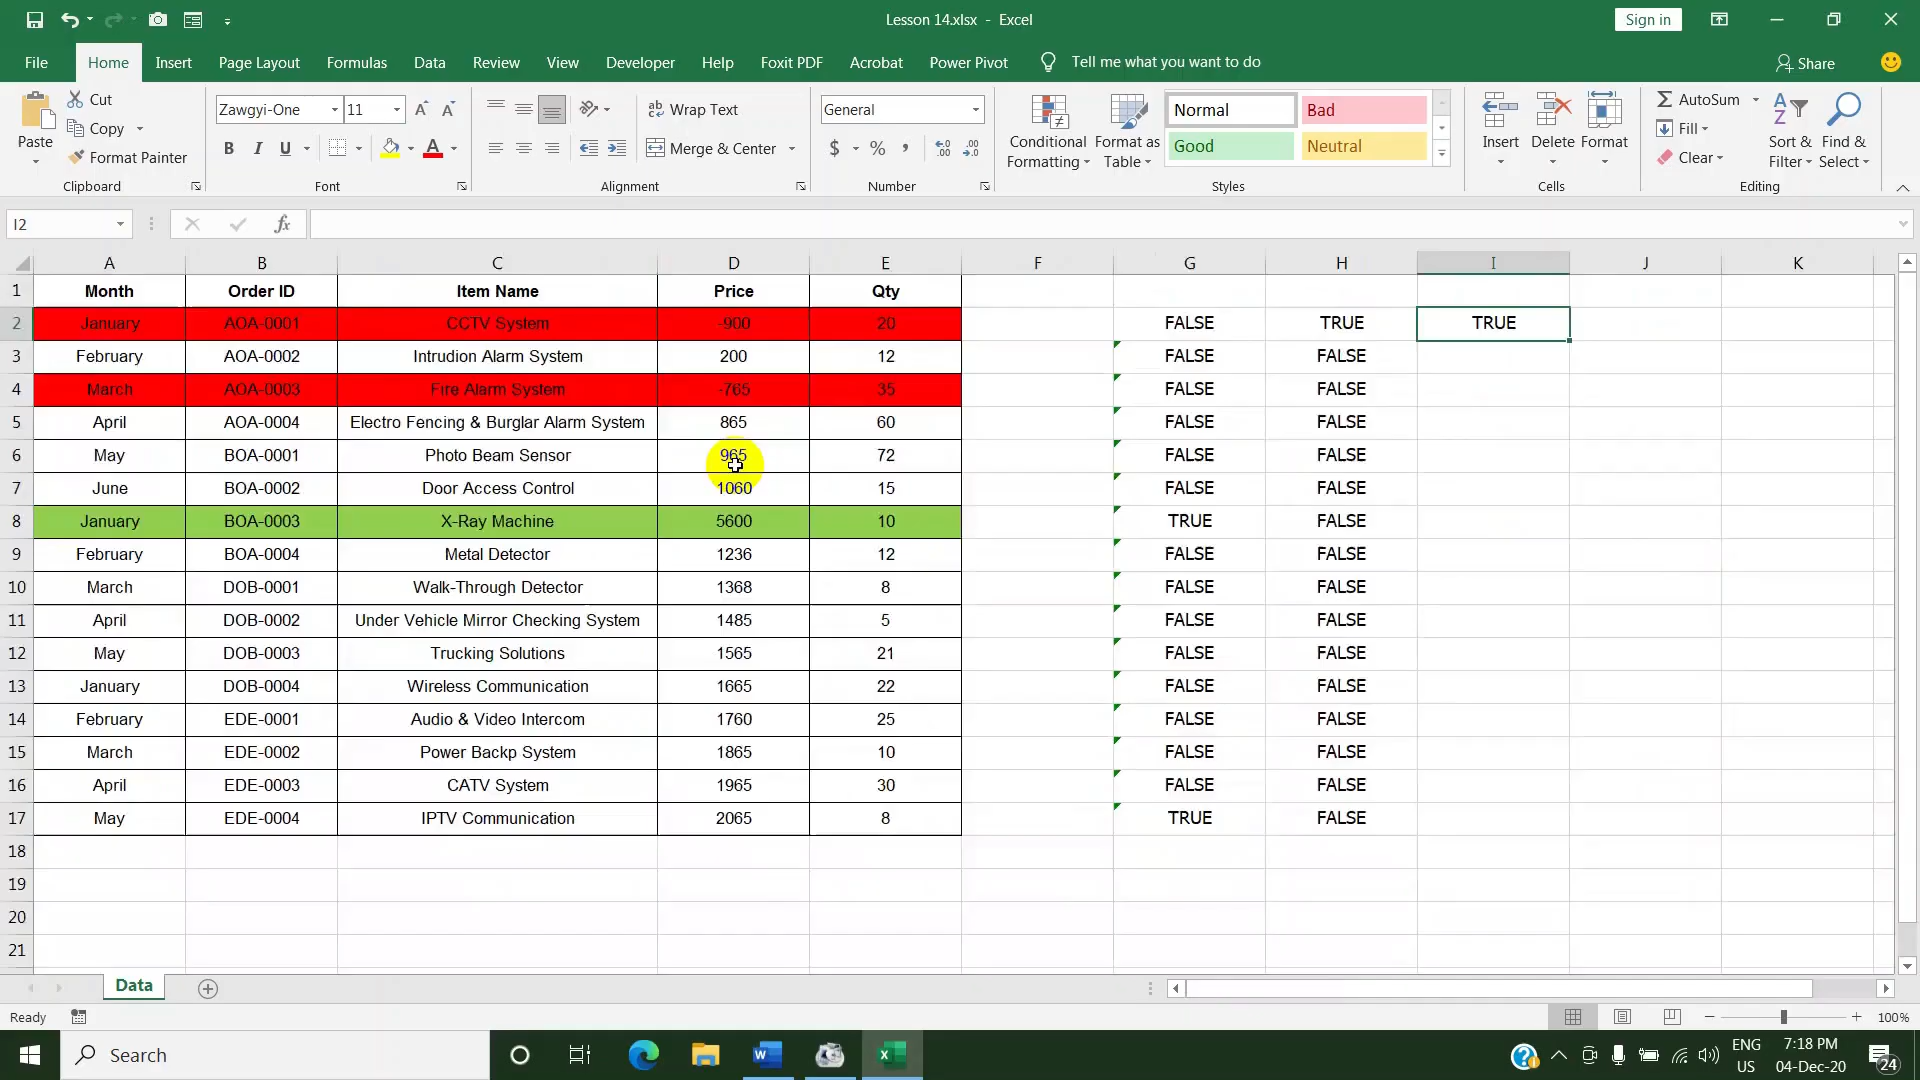 Lesson 14.xlsx - Excel
Sign in
File Home Insert Page Layout Formulas Data Review View Developer Help Foxit PDF Acrobat Power Pivot Tell me what you want to do Share
Cut
Copy
Format Painter
Paste
Clipboard
Zawgyi-One 11
B I U A
Font
Wrap Text
Merge & Center
Alignment
General
$ % ,
Number
Conditional Formatting
Format as Table
Normal Bad
Good Neutral
Styles
Insert Delete Format
Cells
AutoSum
Fill
Clear
Sort & Filter
Find & Select
Editing
I2 fx
A B C D E F G H I J K
1 Month Order ID Item Name Price Qty
2 January AOA-0001 CCTV System -900 20 FALSE TRUE TRUE
3 February AOA-0002 Intrudion Alarm System 200 12 FALSE FALSE
4 March AOA-0003 Fire Alarm System -765 35 FALSE FALSE
5 April AOA-0004 Electro Fencing & Burglar Alarm System 865 60 FALSE FALSE
6 May BOA-0001 Photo Beam Sensor 965 72 FALSE FALSE
7 June BOA-0002 Door Access Control 1060 15 FALSE FALSE
8 January BOA-0003 X-Ray Machine 5600 10 TRUE FALSE
9 February BOA-0004 Metal Detector 1236 12 FALSE FALSE
10 March DOB-0001 Walk-Through Detector 1368 8 FALSE FALSE
11 April DOB-0002 Under Vehicle Mirror Checking System 1485 5 FALSE FALSE
12 May DOB-0003 Trucking Solutions 1565 21 FALSE FALSE
13 January DOB-0004 Wireless Communication 1665 22 FALSE FALSE
14 February EDE-0001 Audio & Video Intercom 1760 25 FALSE FALSE
15 March EDE-0002 Power Backp System 1865 10 FALSE FALSE
16 April EDE-0003 CATV System 1965 30 FALSE FALSE
17 May EDE-0004 IPTV Communication 2065 8 TRUE FALSE
18
19
20
21
Data
Ready 100%
Search
ENG
US
7:18 PM
04-Dec-20
24